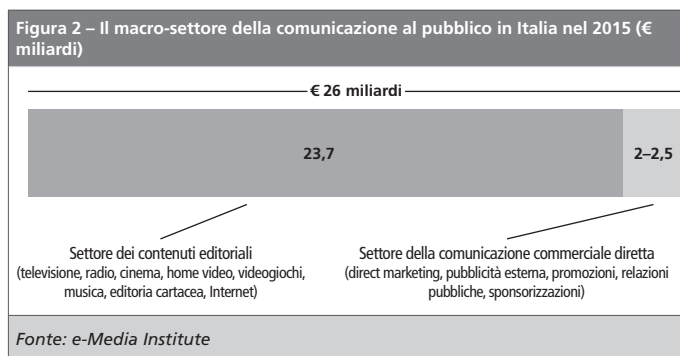 Figura 2 – Il macro-settore della comunicazione al pubblico in Italia nel 2015 (€
miliardi)
€ 26 miliardi
23,7
2–2,5
Settore dei contenuti editoriali
(televisione, radio, cinema, home video, videogiochi,
musica, editoria cartacea, Internet)
Settore della comunicazione commerciale diretta
(direct marketing, pubblicità esterna, promozioni, relazioni
pubbliche, sponsorizzazioni)
Fonte: e-Media Institute